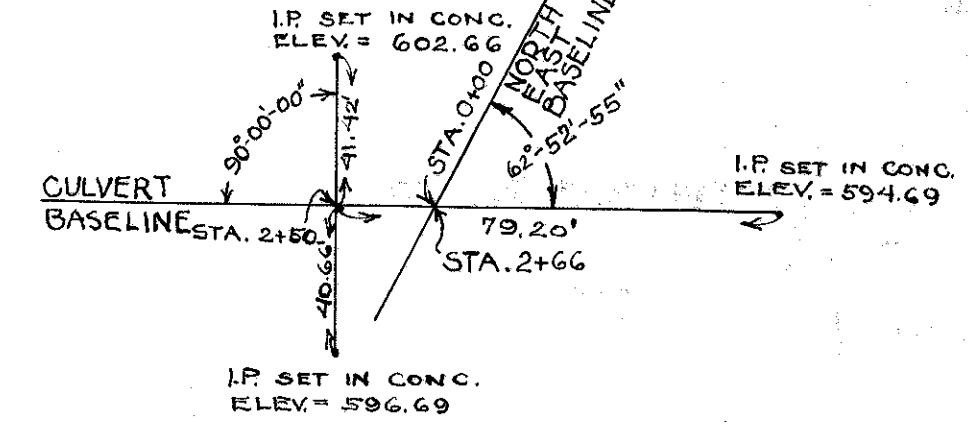 I.P. SET IN CONC.
ELEV. = 602.66
NORTH
EAST
BASELINE
STA. 0+00
90°-00'-00"
41.42'
62°-52'-55"
I.P. SET IN CONC.
ELEV. = 594.69
CULVERT
BASELINE
STA. 2+50
79.20'
STA. 2+66
40.66'
I.P. SET IN CONC.
ELEV. = 596.69